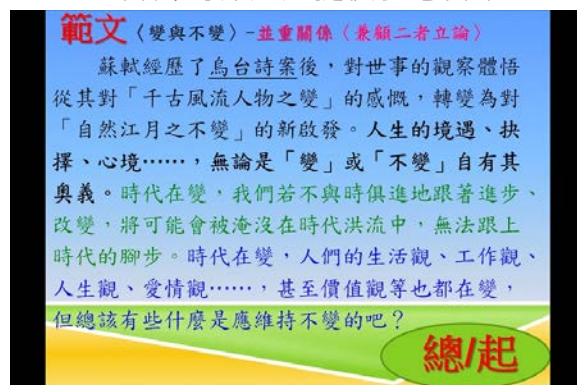 範文〈變與不變〉-並重關係(兼顧二者立論)
蘇軾經歷了烏台詩案後,對世事的觀察體悟
從其對「千古風流人物之變」的感慨,轉變為對
「自然江月之不變」的新啟發。人生的境遇、抉
擇、心境……,無論是「變」或「不變」自有其
奧義。時代在變,我們若不與時俱進地跟著進步、
改變,將可能會被淹沒在時代洪流中,無法跟上
時代的腳步。時代在變,人們的生活觀、工作觀、
人生觀、愛情觀……,甚至價值觀等也都在變,
但總該有些什麼是應維持不變的吧?
總/起